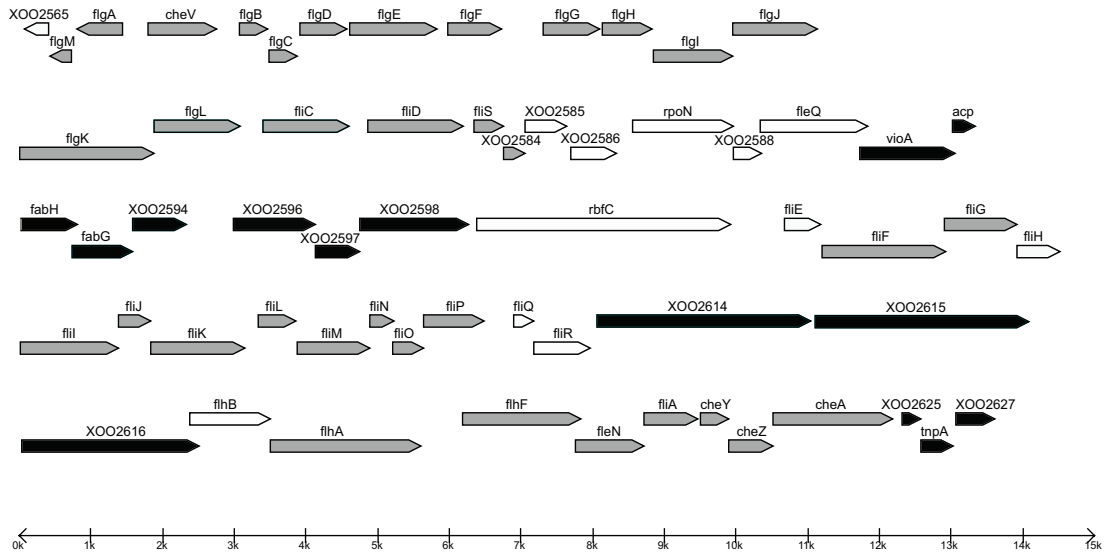 XOO2565 flgA cheV flgB flgD flgE flgF flgG flgH flgJ
flgM flgC flgI
flgL fliC fliD fliS XOO2585 rpoN fleQ acp
flgK XOO2584 XOO2586 XOO2588 vioA
fabH XOO2594 XOO2596 XOO2598 rbfC fliE fliG
fabG XOO2597 fliF fliH
fliJ fliL fliN fliP fliQ XOO2614 XOO2615
fliI fliK fliM fliO fliR
flhB flhF fliA cheY cheA XOO2625 XOO2627
XOO2616 flhA fleN cheZ tnpA
0k 1k 2k 3k 4k 5k 6k 7k 8k 9k 10k 11k 12k 13k 14k 15k